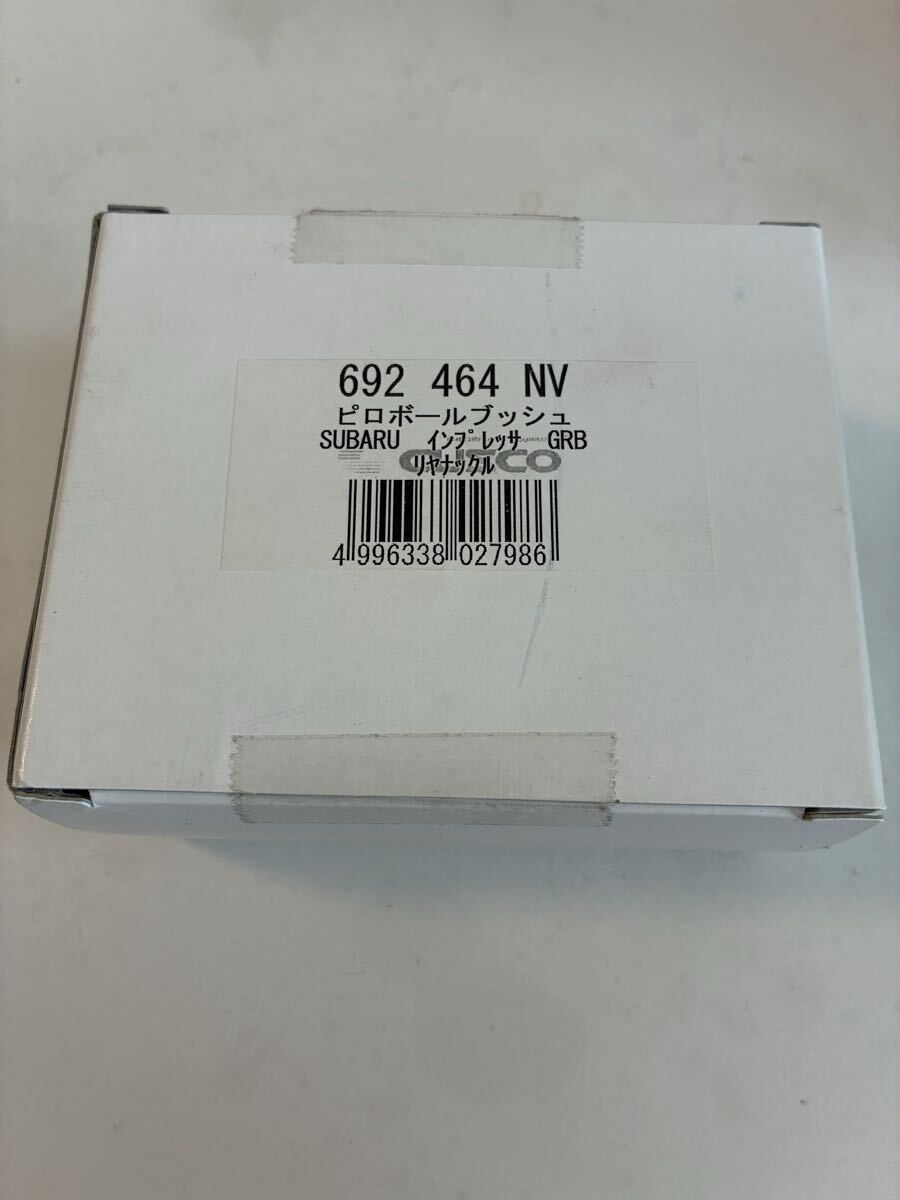 692 464 NV
ピロボールブッシュ
SUBARU ｲﾝﾌﾟﾚｯｻ GRB
CUSCO
ﾘﾔﾅｯｸﾙ
4 996338 027986